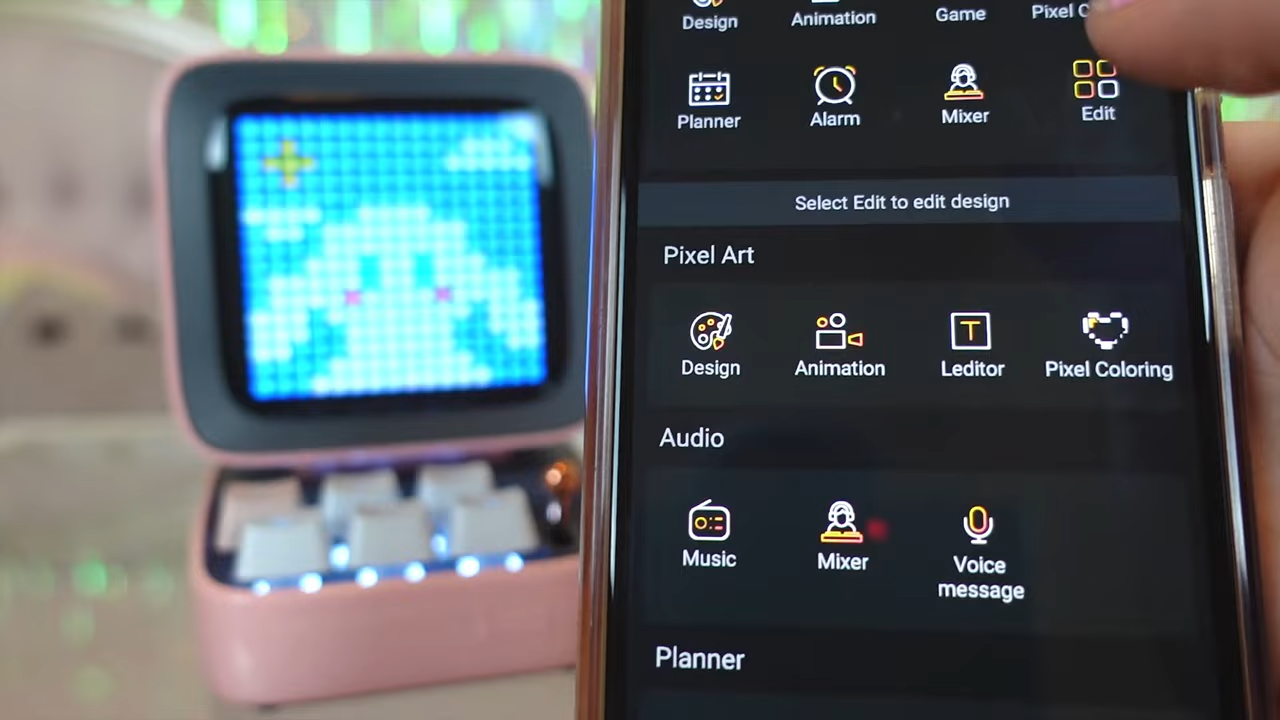 Design Animation Game Pixel
Planner Alarm Mixer Edit
Select Edit to edit design
Pixel Art
Design Animation Leditor Pixel Coloring
Audio
Music Mixer Voice
message
Planner